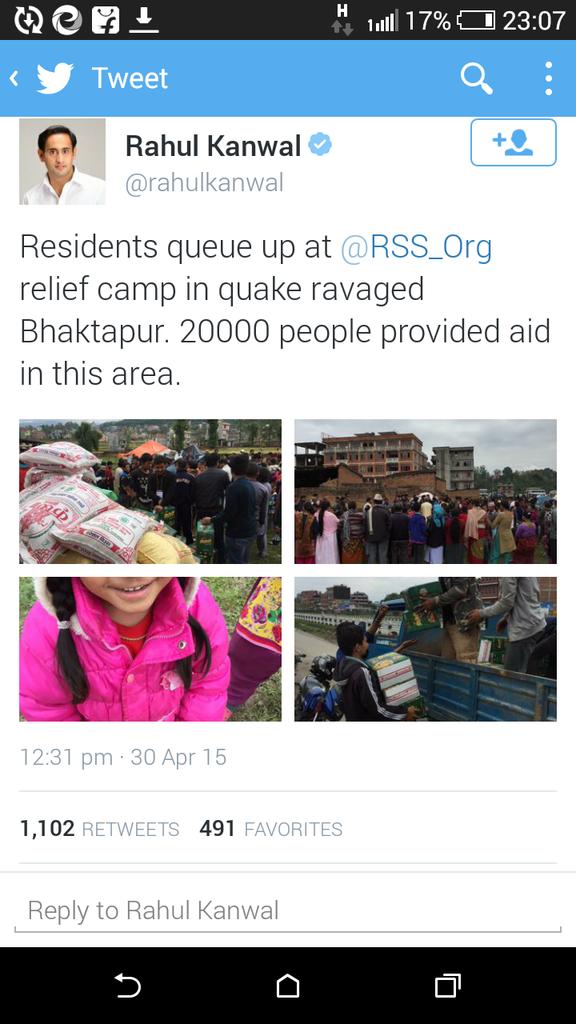 H
17% 23:07
Tweet
Rahul Kanwal
@rahulkanwal
Residents queue up at @RSS_Org
relief camp in quake ravaged
Bhaktapur. 20000 people provided aid
in this area.
12:31 pm · 30 Apr 15
1,102 RETWEETS 491 FAVORITES
Reply to Rahul Kanwal